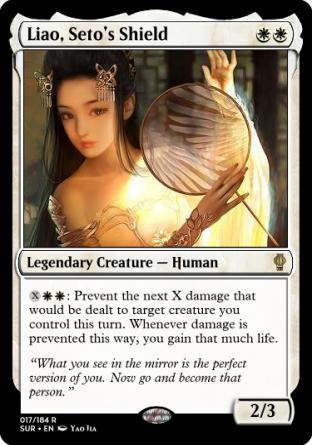 Liao, Seto's Shield
Legendary Creature — Human
X: Prevent the next X damage that
would be dealt to target creature you
control this turn. Whenever damage is
prevented this way, you gain that much life.
“What you see in the mirror is the perfect
version of you. Now go and become that
person.”
2/3
017/184 R
SUR • EN YAO JIA